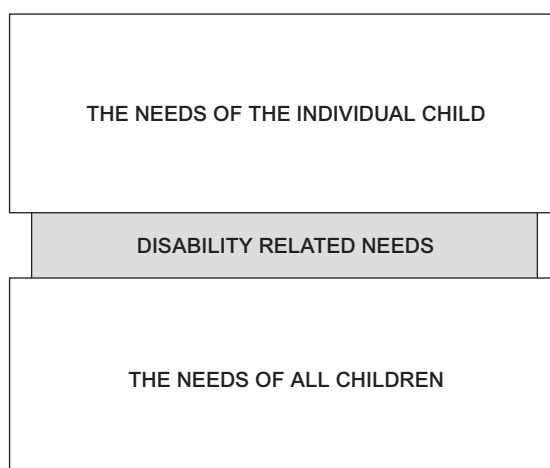 THE NEEDS OF THE INDIVIDUAL CHILD
DISABILITY RELATED NEEDS
THE NEEDS OF ALL CHILDREN